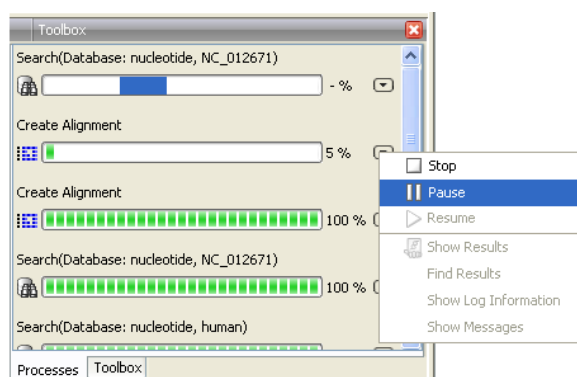 Toolbox
Search(Database: nucleotide, NC_012671)
- %
Create Alignment
5 %
Stop
Pause
Create Alignment
100 %
Resume
Show Results
Search(Database: nucleotide, NC_012671)
Find Results
100 %
Show Log Information
Search(Database: nucleotide, human)
Show Messages
Processes Toolbox